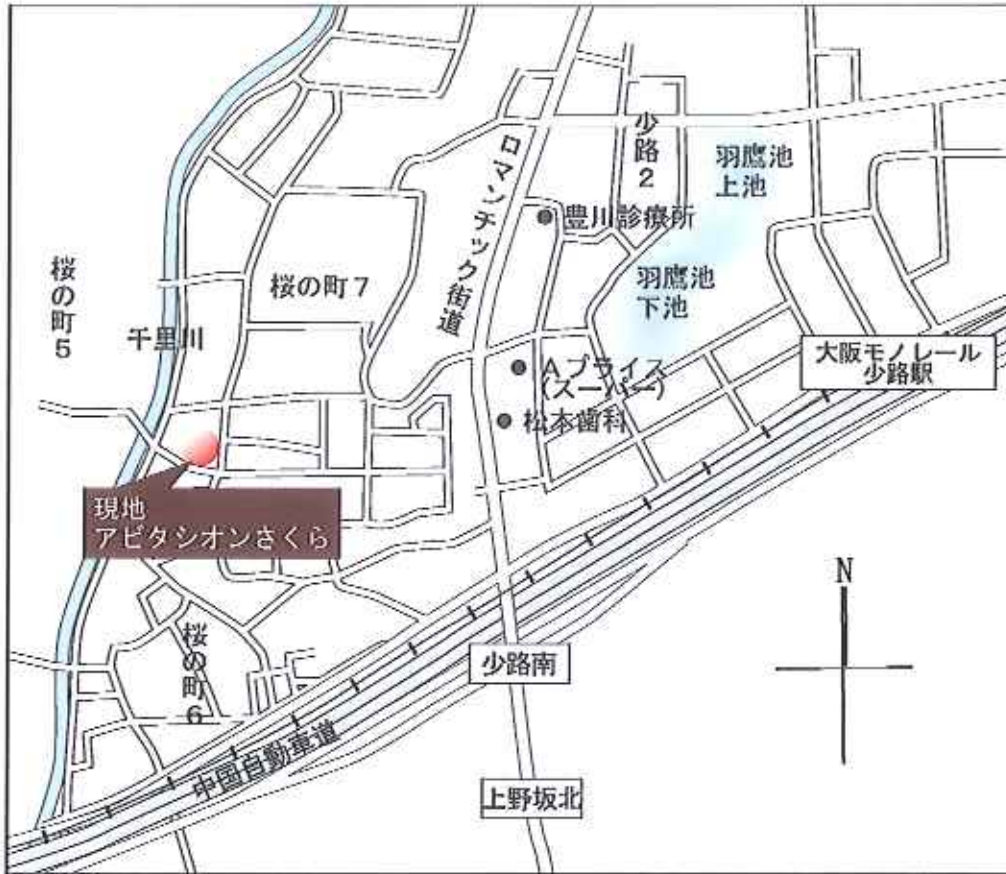 少路2
羽鷹池
上池
ロマンチック街道
豊川診療所
桜の町5
桜の町7
羽鷹池
下池
千里川
大阪モノレール
少路駅
Aプライス
(スーパー)
松本歯科
現地
アビタシオンさくら
N
桜の町6
少路南
中国自動車道
上野坂北